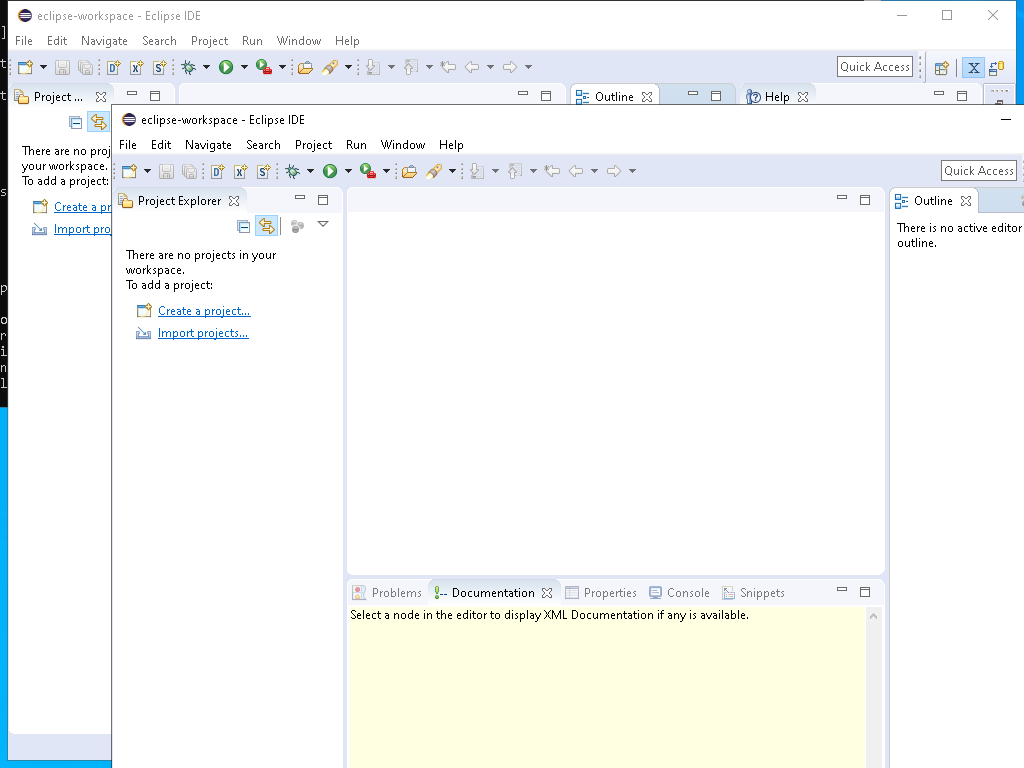 eclipse-workspace - Eclipse IDE
File Edit Navigate Search Project Run Window Help
Quick Access
Project ... Outline Help
There are no proj
your workspace.
To add a project:
Create a pr
Import pro
eclipse-workspace - Eclipse IDE
File Edit Navigate Search Project Run Window Help
Quick Access
Project Explorer
Outline
There are no projects in your
workspace.
To add a project:
Create a project...
Import projects...
There is no active editor
outline.
Problems Documentation Properties Console Snippets
Select a node in the editor to display XML Documentation if any is available.